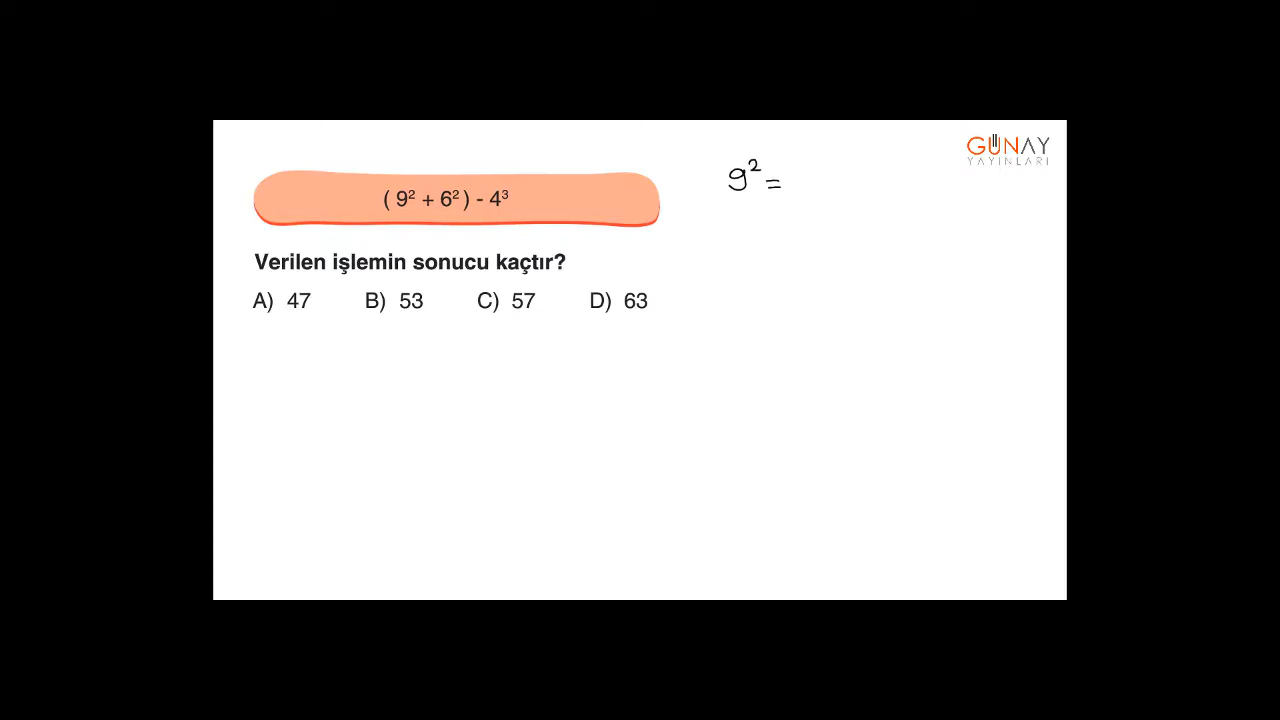 GÜNAY
YAYINLARI
( 9² + 6² ) - 4³
9² =
Verilen işlemin sonucu kaçtır?
A) 47 B) 53 C) 57 D) 63